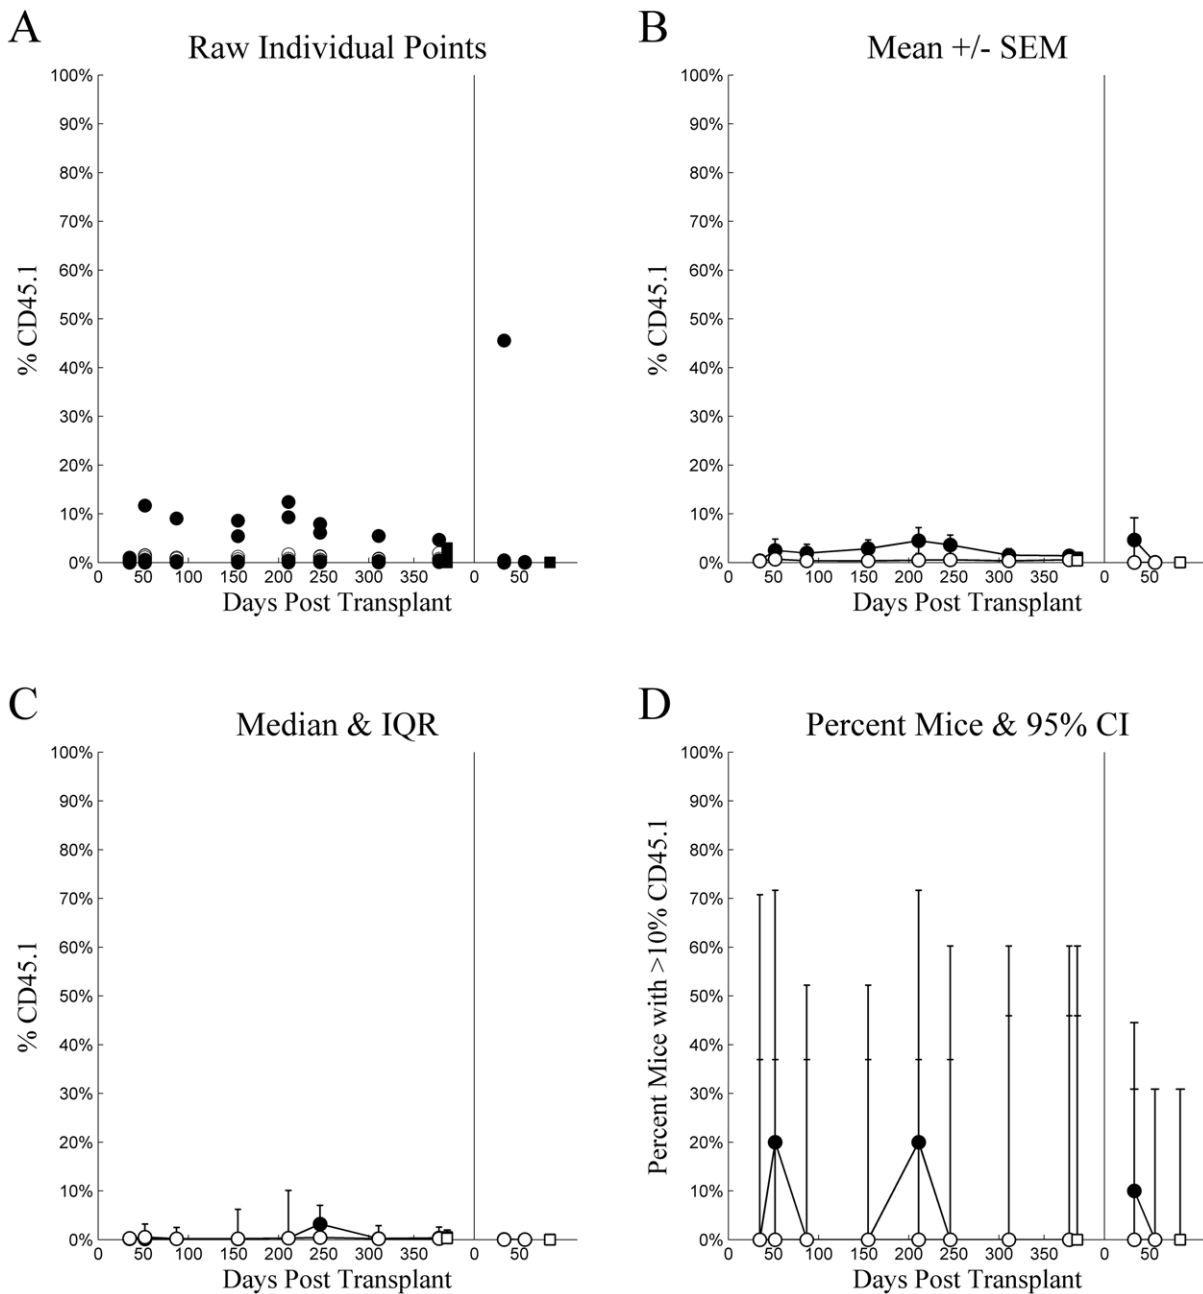 A
Raw Individual Points
100%
90%
80%
70%
60%
50%
40%
30%
20%
10%
0%
% CD45.1
0 50 100 150 200 250 300 350 0 50
Days Post Transplant
B
Mean +/- SEM
100%
90%
80%
70%
60%
50%
40%
30%
20%
10%
0%
% CD45.1
0 50 100 150 200 250 300 350 0 50
Days Post Transplant
C
Median & IQR
100%
90%
80%
70%
60%
50%
40%
30%
20%
10%
0%
% CD45.1
0 50 100 150 200 250 300 350 0 50
Days Post Transplant
D
Percent Mice & 95% CI
100%
90%
80%
70%
60%
50%
40%
30%
20%
10%
0%
Percent Mice with >10% CD45.1
0 50 100 150 200 250 300 350 0 50
Days Post Transplant